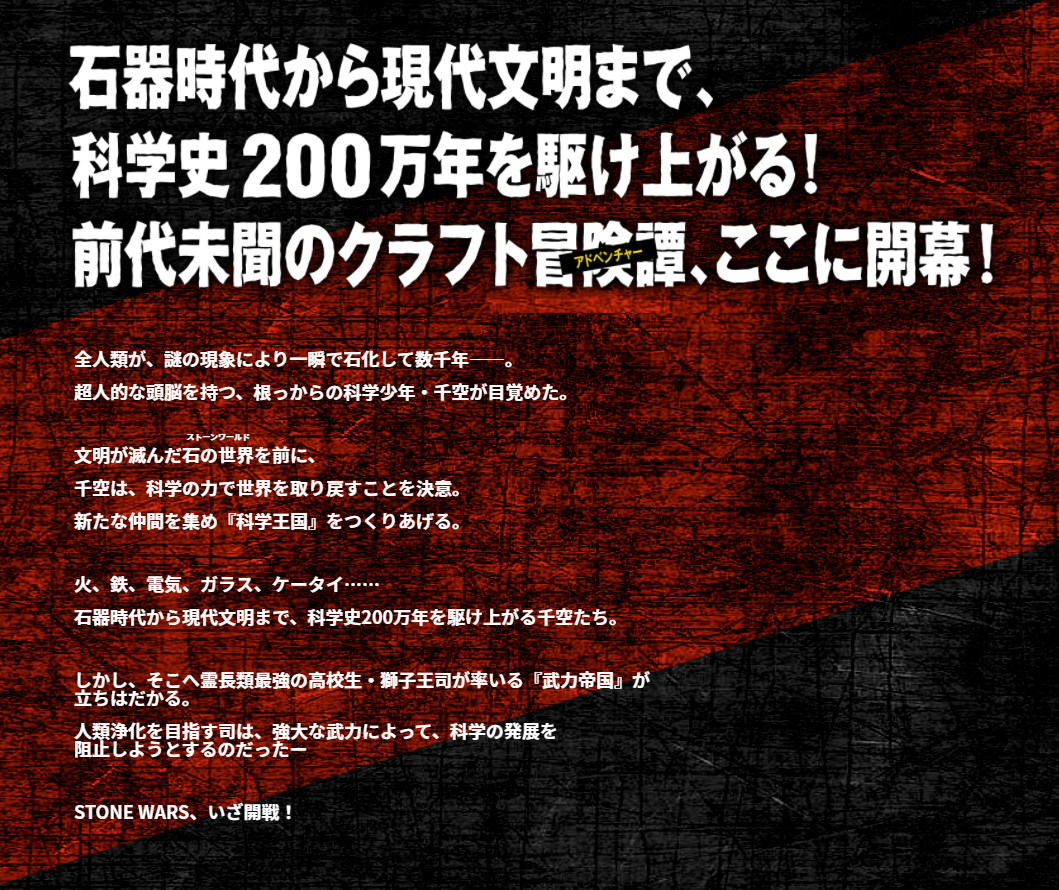 石器時代から現代文明まで、
科学史200万年を駆け上がる！
前代未聞のクラフト冒険譚、ここに開幕！
アドベンチャー
全人類が、謎の現象により一瞬で石化して数千年――。
超人的な頭脳を持つ、根っからの科学少年・千空が目覚めた。
ストーンワールド
文明が滅んだ石の世界を前に、
千空は、科学の力で世界を取り戻すことを決意。
新たな仲間を集め『科学王国』をつくりあげる。
火、鉄、電気、ガラス、ケータイ……
石器時代から現代文明まで、科学史200万年を駆け上がる千空たち。
しかし、そこへ霊長類最強の高校生・獅子王司が率いる『武力帝国』が
立ちはだかる。
人類浄化を目指す司は、強大な武力によって、科学の発展を
阻止しようとするのだったー
STONE WARS、いざ開戦！